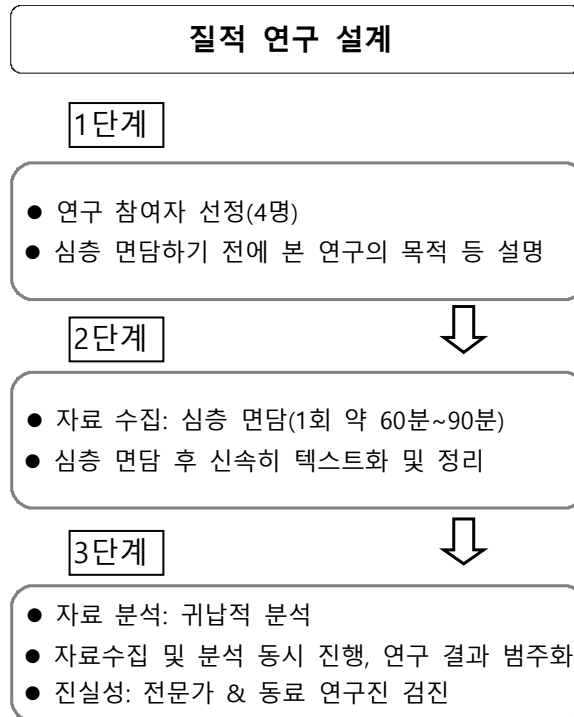 질적 연구 설계
1단계
● 연구 참여자 선정(4명)
● 심층 면담하기 전에 본 연구의 목적 등 설명
2단계
● 자료 수집: 심층 면담(1회 약 60분~90분)
● 심층 면담 후 신속히 텍스트화 및 정리
3단계
● 자료 분석: 귀납적 분석
● 자료수집 및 분석 동시 진행, 연구 결과 범주화
● 진실성: 전문가 & 동료 연구진 검진